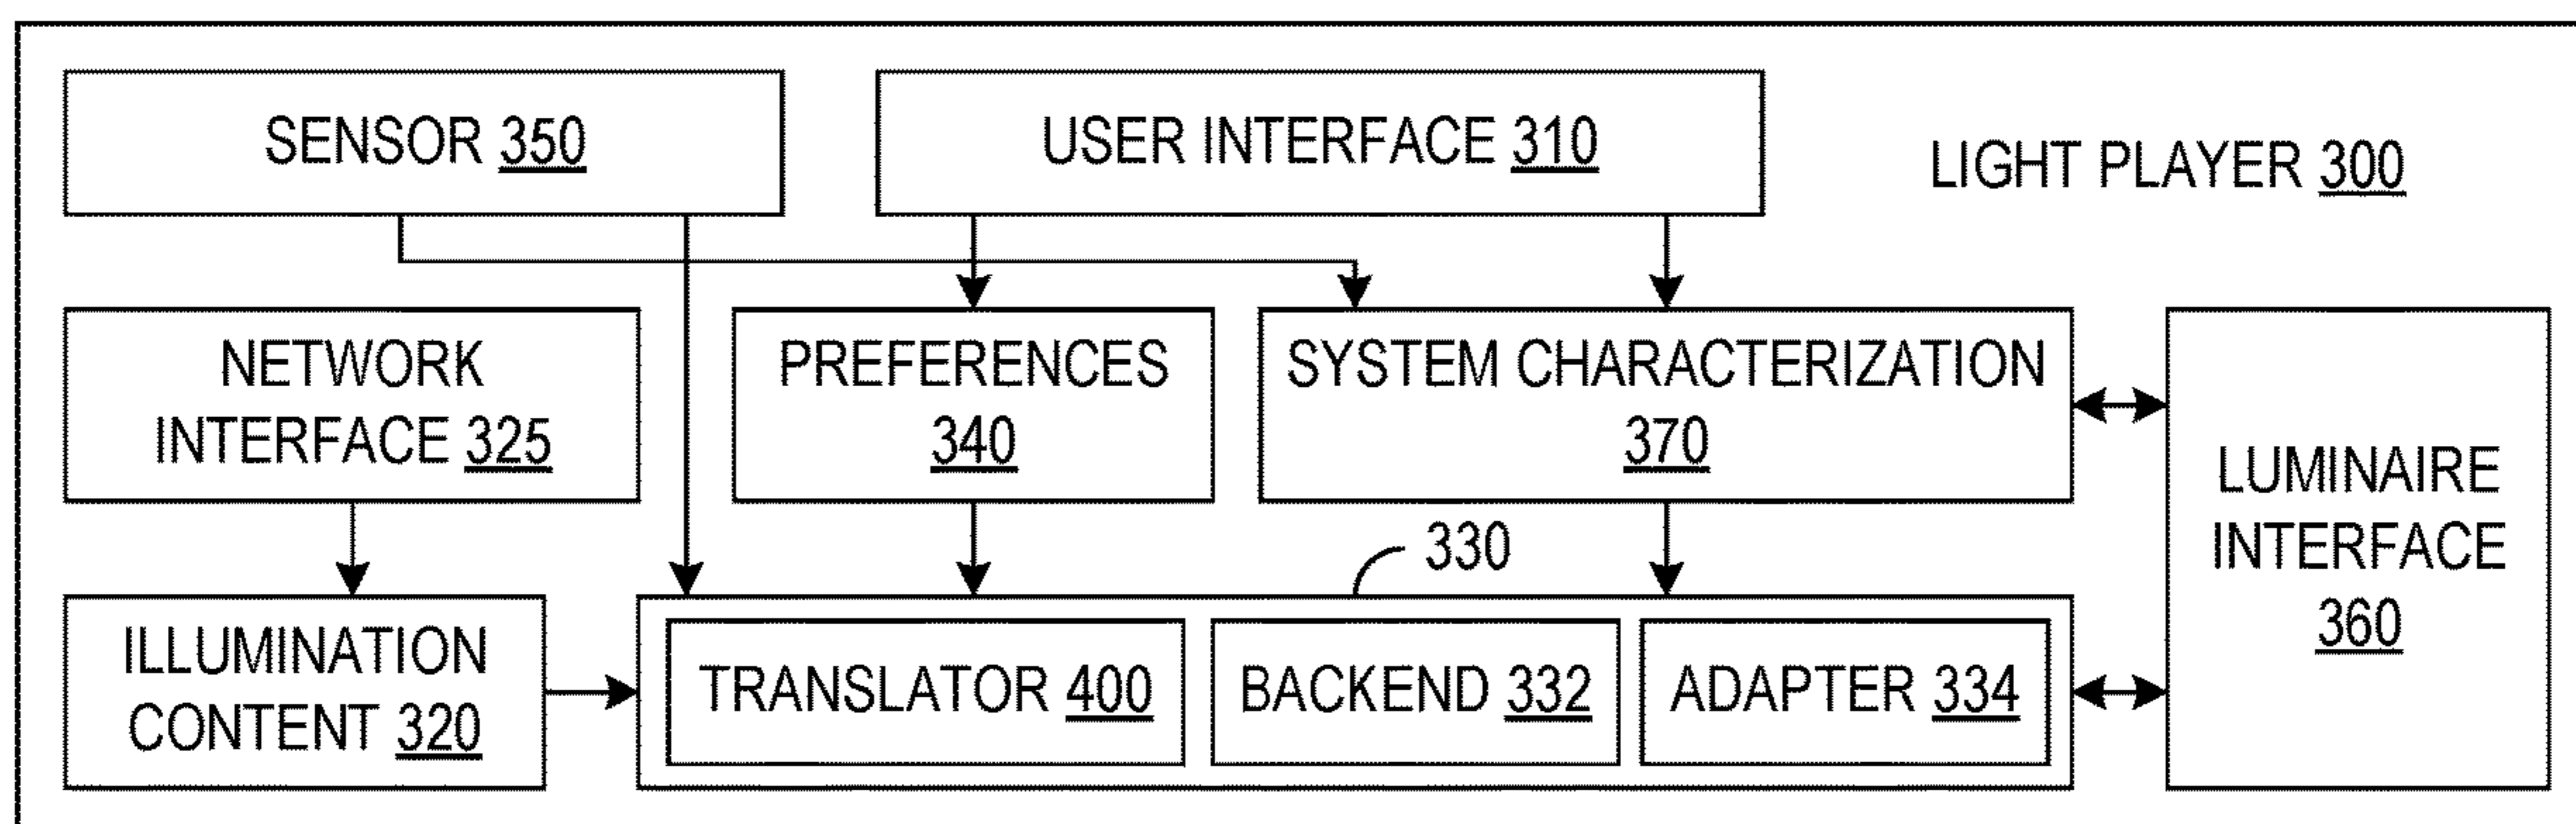 SENSOR 350
USER INTERFACE 310
LIGHT PLAYER 300
NETWORK
INTERFACE 325
PREFERENCES
340
SYSTEM CHARACTERIZATION
370
LUMINAIRE
INTERFACE
360
330
ILLUMINATION
CONTENT 320
TRANSLATOR 400
BACKEND 332
ADAPTER 334